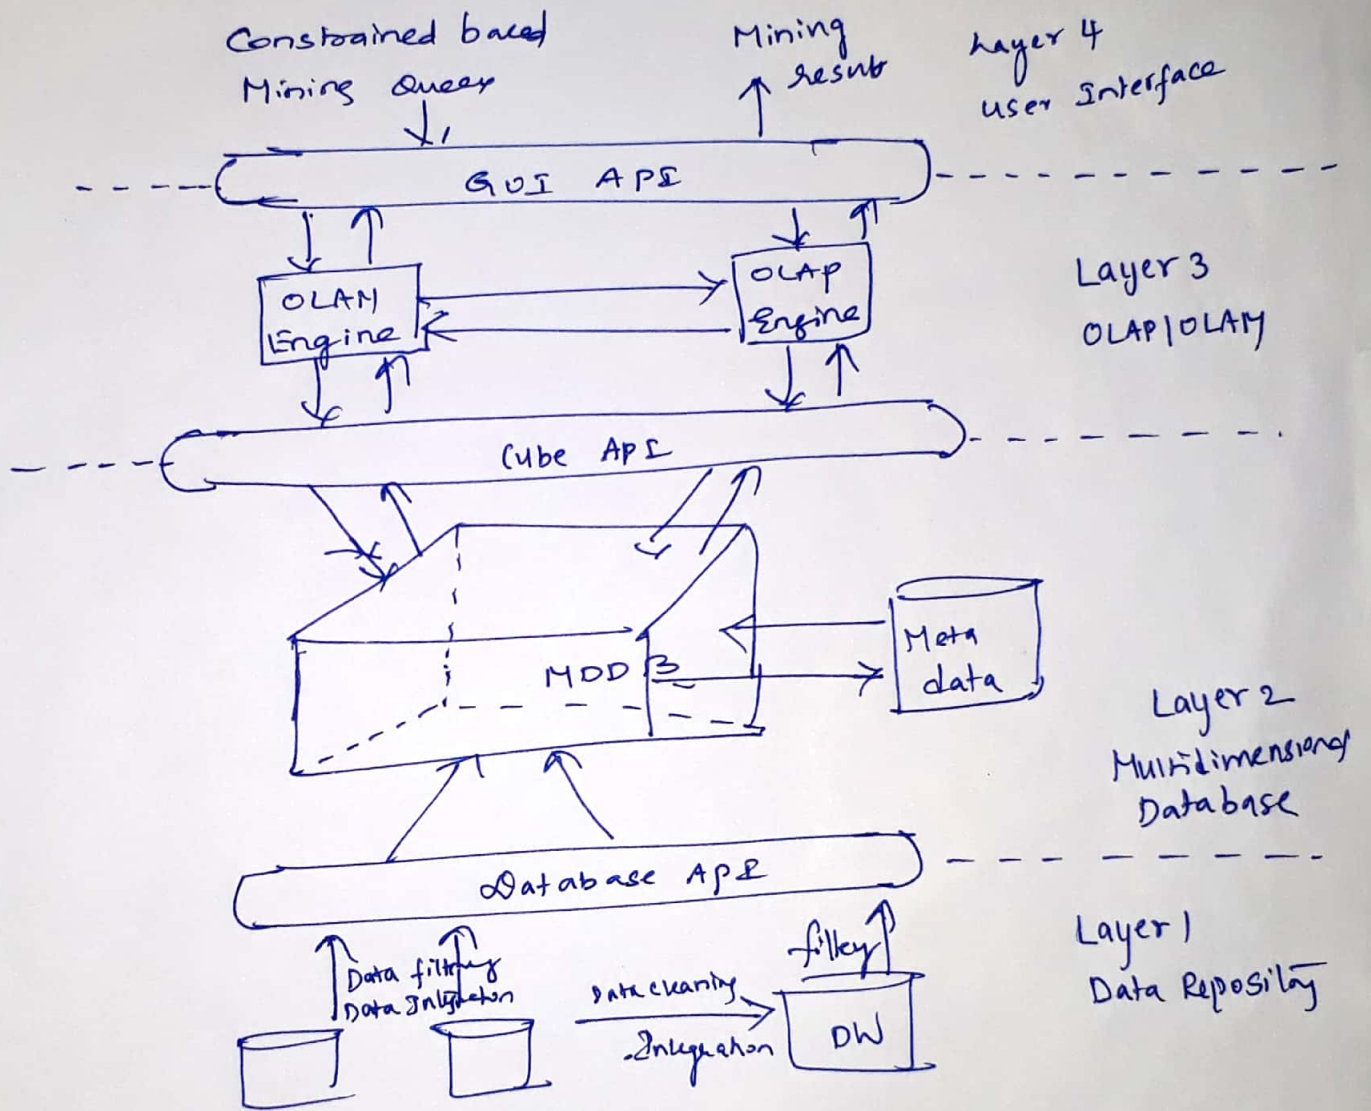 Constrained baced
Mining Query
Mining
result
Layer 4
User Interface
GUI API
OLAM
Engine
OLAP
Engine
Layer 3
OLAP/OLAM
Cube API
MDDB
Meta
data
Layer 2
Multidimensional
Database
Database API
Data filtering
Data Integration
Data cleaning
Integration
filter
DW
Layer 1
Data Repository